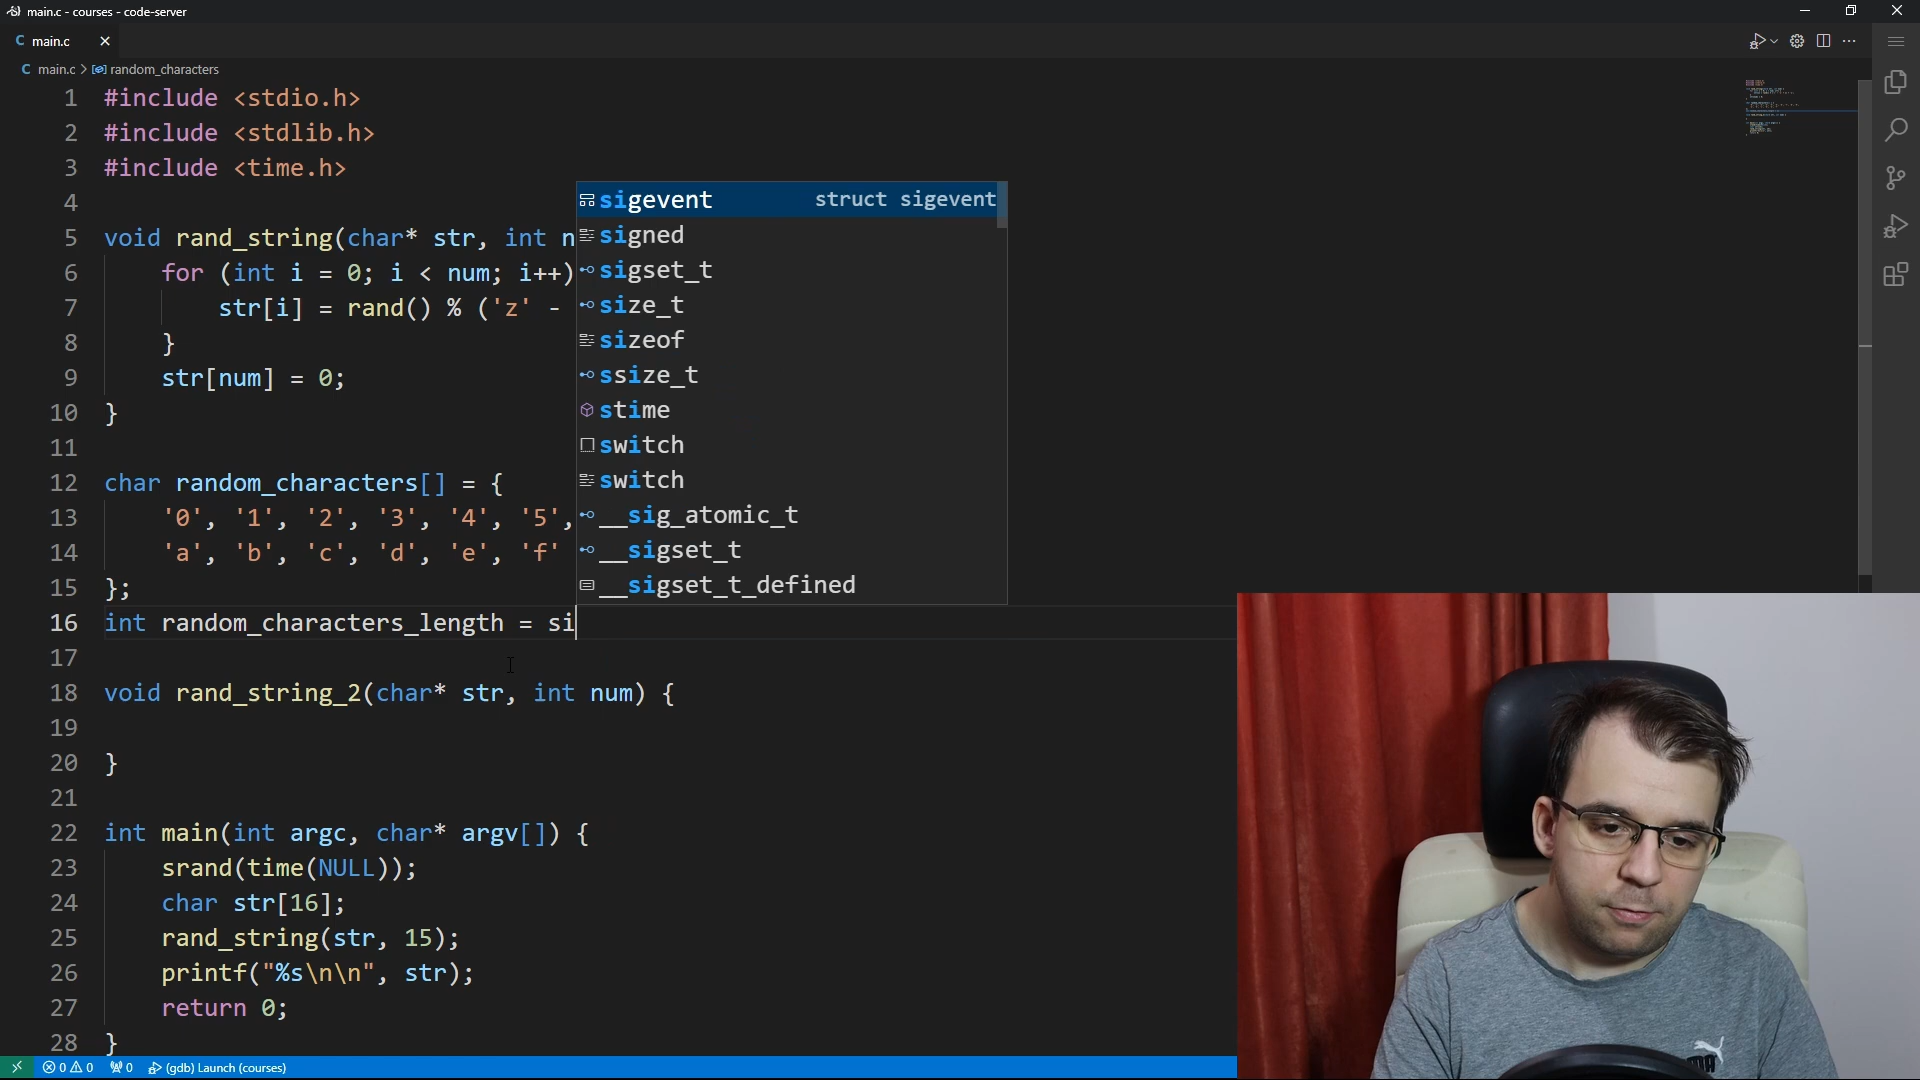 main.c - courses - code-server
C main.c
C main.c > random_characters
1 #include <stdio.h>
2 #include <stdlib.h>
3 #include <time.h>
4
5 void rand_string(char* str, int n
6 for (int i = 0; i < num; i++)
7 str[i] = rand() % ('z' -
8 }
9 str[num] = 0;
10 }
11
12 char random_characters[] = {
13 '0', '1', '2', '3', '4', '5',
14 'a', 'b', 'c', 'd', 'e', 'f'
15 };
16 int random_characters_length = si
17
18 void rand_string_2(char* str, int num) {
19
20 }
21
22 int main(int argc, char* argv[]) {
23 srand(time(NULL));
24 char str[16];
25 rand_string(str, 15);
26 printf("%s\n\n", str);
27 return 0;
28 }
sigevent struct sigevent
signed
sigset_t
size_t
sizeof
ssize_t
stime
switch
switch
__sig_atomic_t
__sigset_t
__sigset_t_defined
0 0 0 (gdb) Launch (courses)